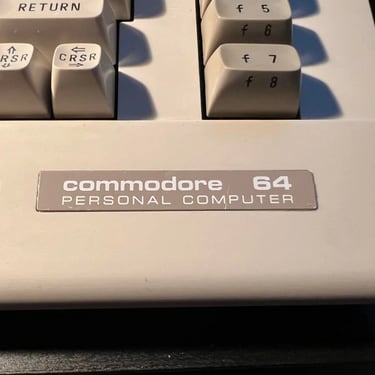 RETURN
f 5
f 6
⇑ CRSR ⇓
⇐ CRSR ⇒
f 7
f 8
commodore 64
PERSONAL COMPUTER